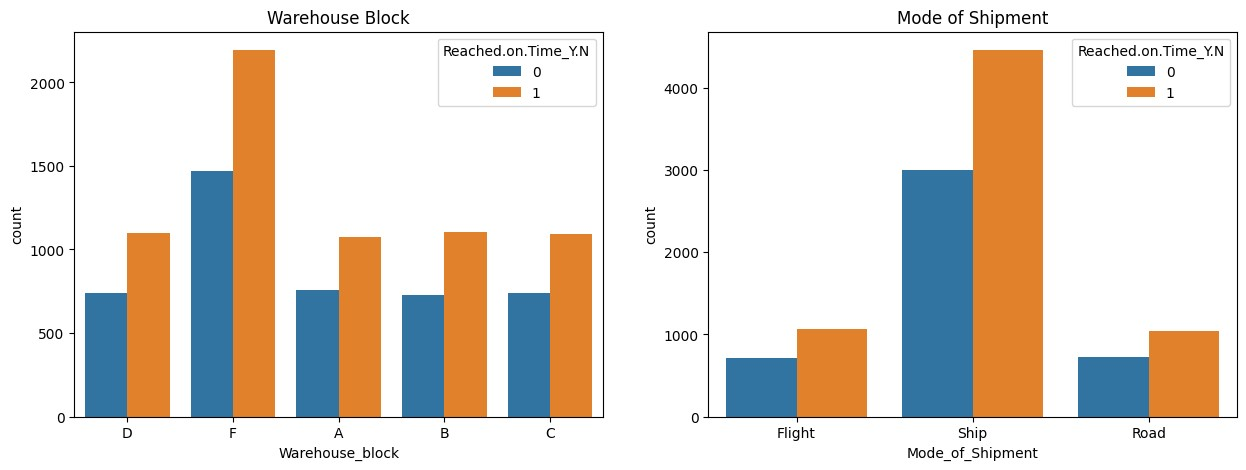 Warehouse Block
Reached.on.Time_Y.N
0
1
2000
1500
1000
500
0
count
D F A B C
Warehouse_block
Mode of Shipment
Reached.on.Time_Y.N
0
1
4000
3000
2000
1000
0
count
Flight Ship Road
Mode_of_Shipment